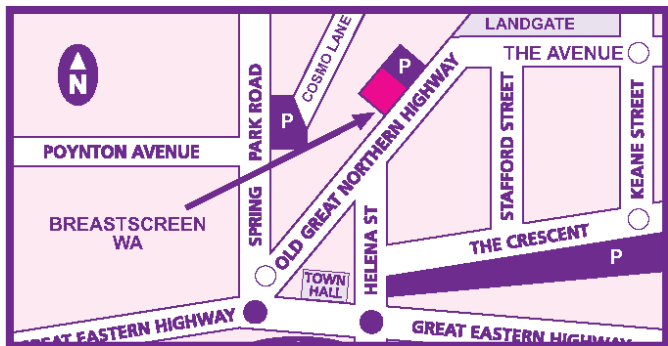 LANDGATE
THE AVENUE
N
P
COSMO LANE
P
SPRING PARK ROAD
POYNTON AVENUE
OLD GREAT NORTHERN HIGHWAY
STAFFORD STREET
KEANE STREET
BREASTSCREEN
WA
HELENA ST
THE CRESCENT
P
TOWN
HALL
GREAT EASTERN HIGHWAY
GREAT EASTERN HIGHWAY